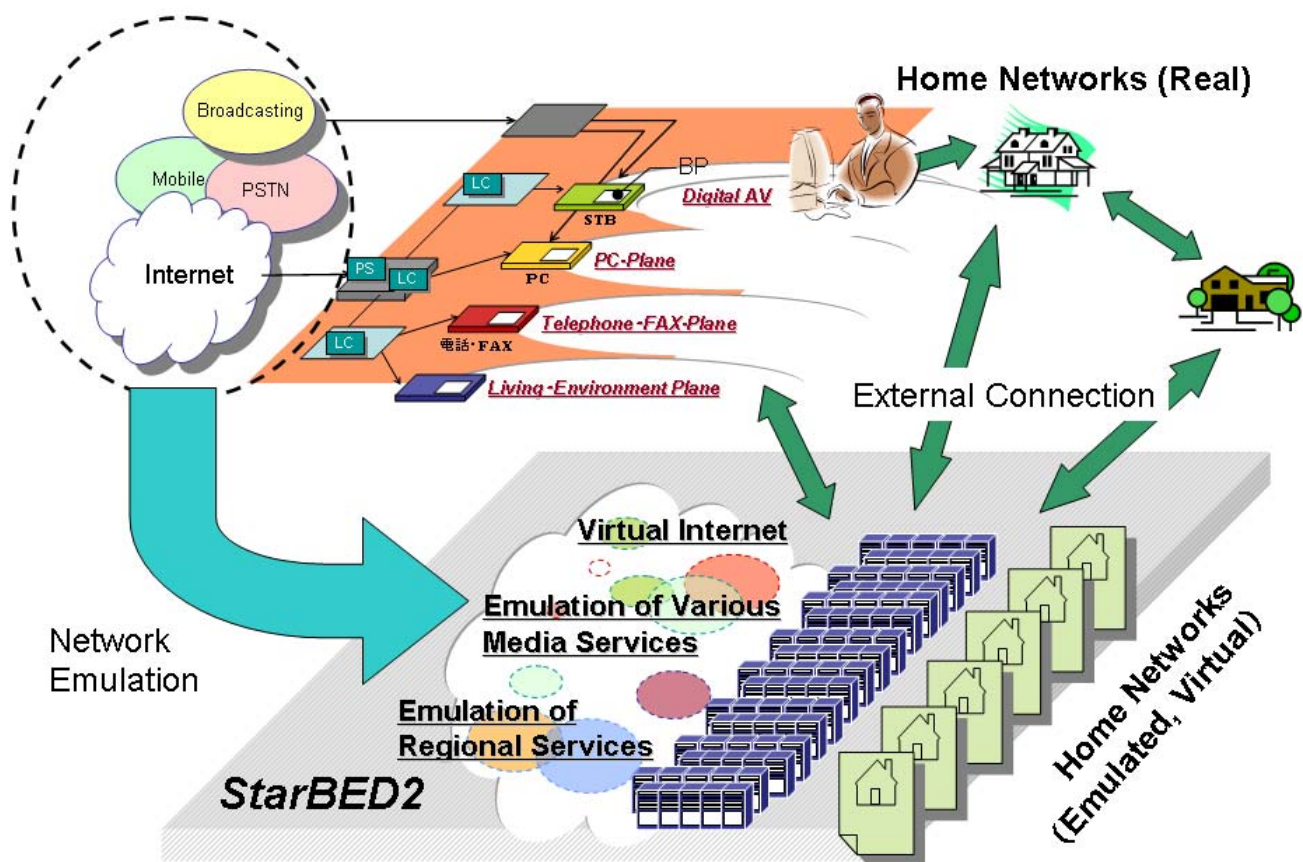 Home Networks (Real)
Broadcasting
Mobile
PSTN
Internet
BP
LC
STB
Digital AV
PS
LC
PC
PC-Plane
LC
電話・FAX
Telephone・FAX-Plane
Living・Environment Plane
External Connection
Network
Emulation
Virtual Internet
Emulation of Various
Media Services
Emulation of
Regional Services
StarBED2
Home Networks
(Emulated, Virtual)